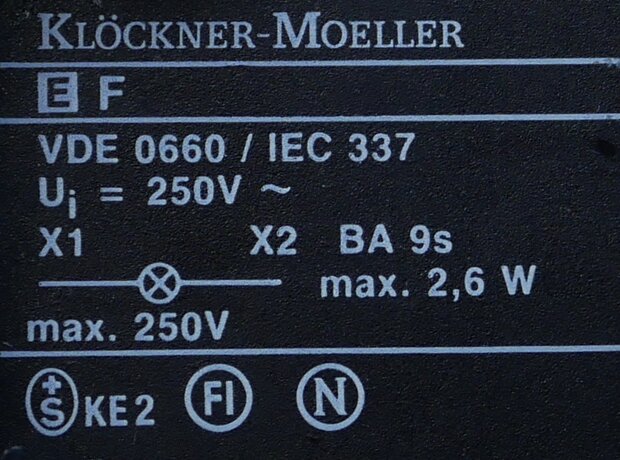 KLÖCKNER-MOELLER
E F
VDE 0660 / IEC 337
Ui = 250V ~
X1 X2 BA 9s
max. 2,6 W
max. 250V
+S KE2 FI N